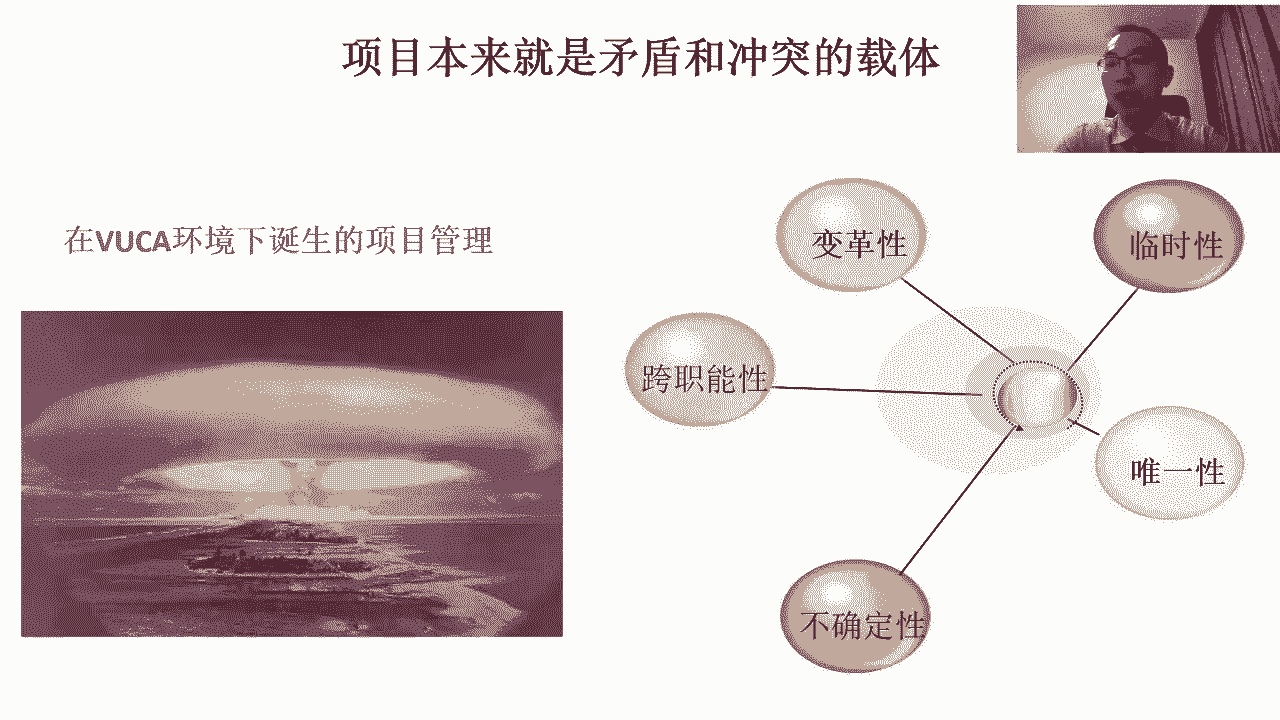 项目本来就是矛盾和冲突的载体
在VUCA环境下诞生的项目管理
变革性
临时性
跨职能性
唯一性
不确定性